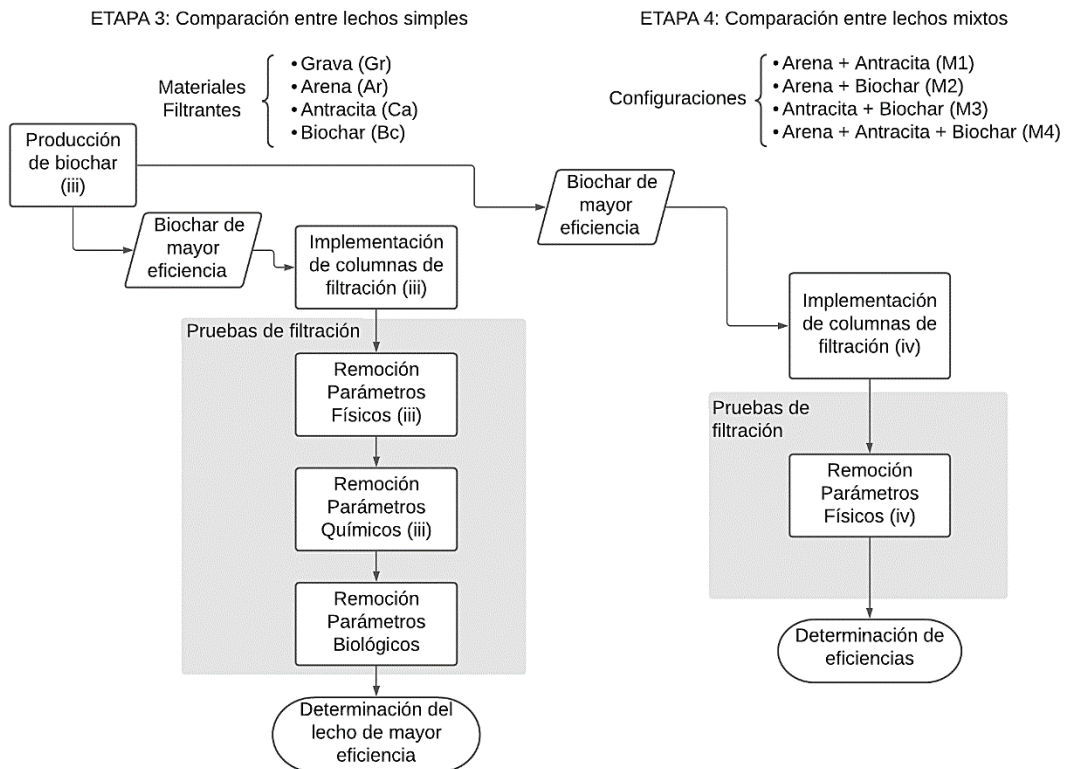 ETAPA 3: Comparación entre lechos simples
Materiales
Filtrantes
• Grava (Gr)
• Arena (Ar)
• Antracita (Ca)
• Biochar (Bc)
Producción
de biochar
(iii)
Biochar de
mayor
eficiencia
Implementación
de columnas de
filtración (iii)
Pruebas de filtración
Remoción
Parámetros
Físicos (iii)
Remoción
Parámetros
Químicos (iii)
Remoción
Parámetros
Biológicos
Determinación del
lecho de mayor
eficiencia
ETAPA 4: Comparación entre lechos mixtos
Configuraciones
• Arena + Antracita (M1)
• Arena + Biochar (M2)
• Antracita + Biochar (M3)
• Arena + Antracita + Biochar (M4)
Biochar de
mayor
eficiencia
Implementación
de columnas de
filtración (iv)
Pruebas de
filtración
Remoción
Parámetros
Físicos (iv)
Determinación de
eficiencias